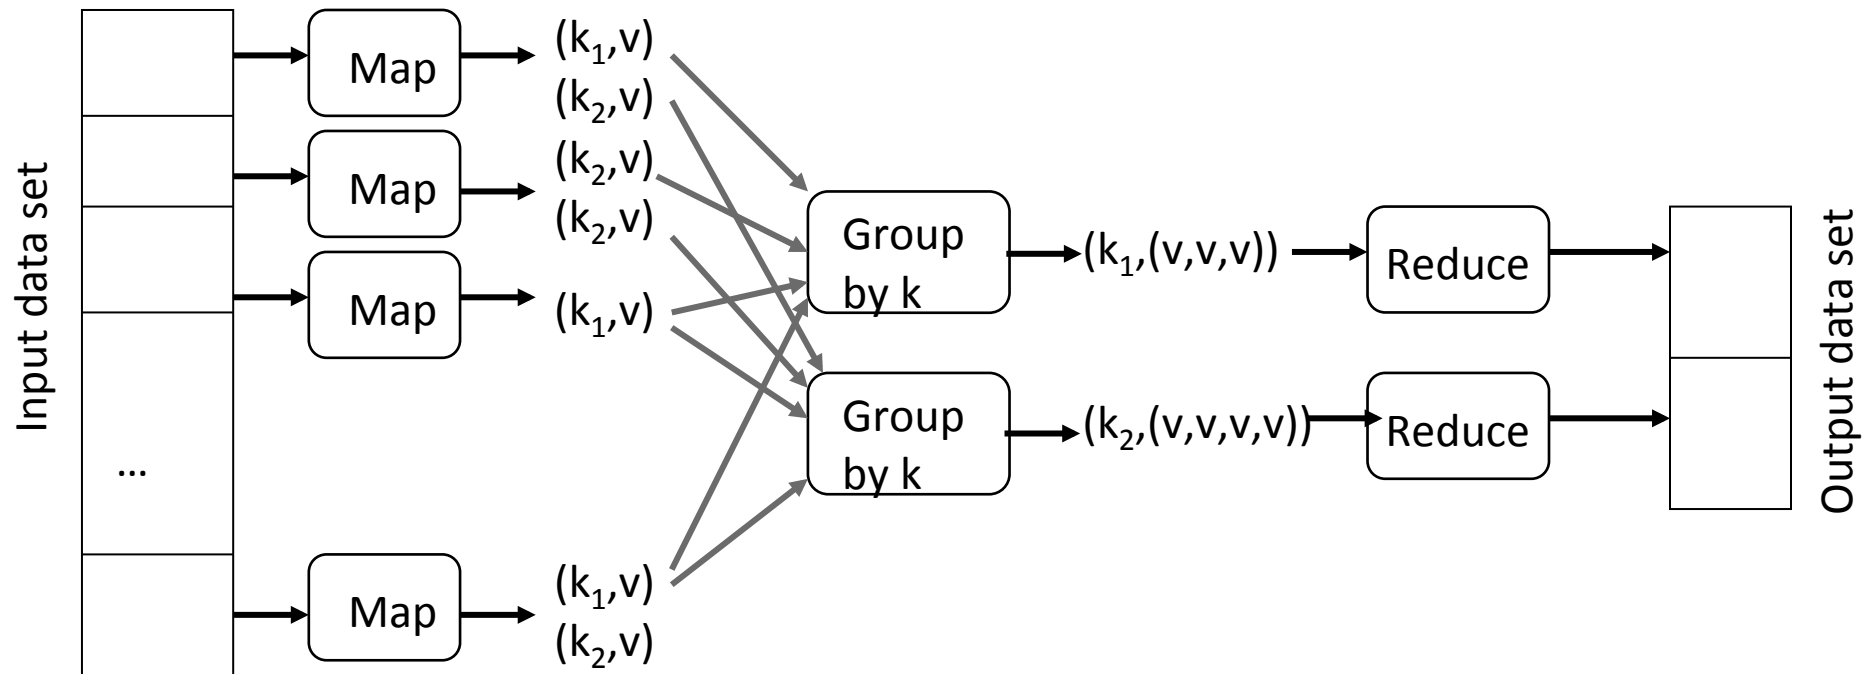 Input data set
...
Map
Map
Map
Map
(k₁,v)
(k₂,v)
(k₂,v)
(k₂,v)
(k₁,v)
(k₁,v)
(k₂,v)
Group
by k
Group
by k
(k₁,(v,v,v))
(k₂,(v,v,v,v))
Reduce
Reduce
Output data set